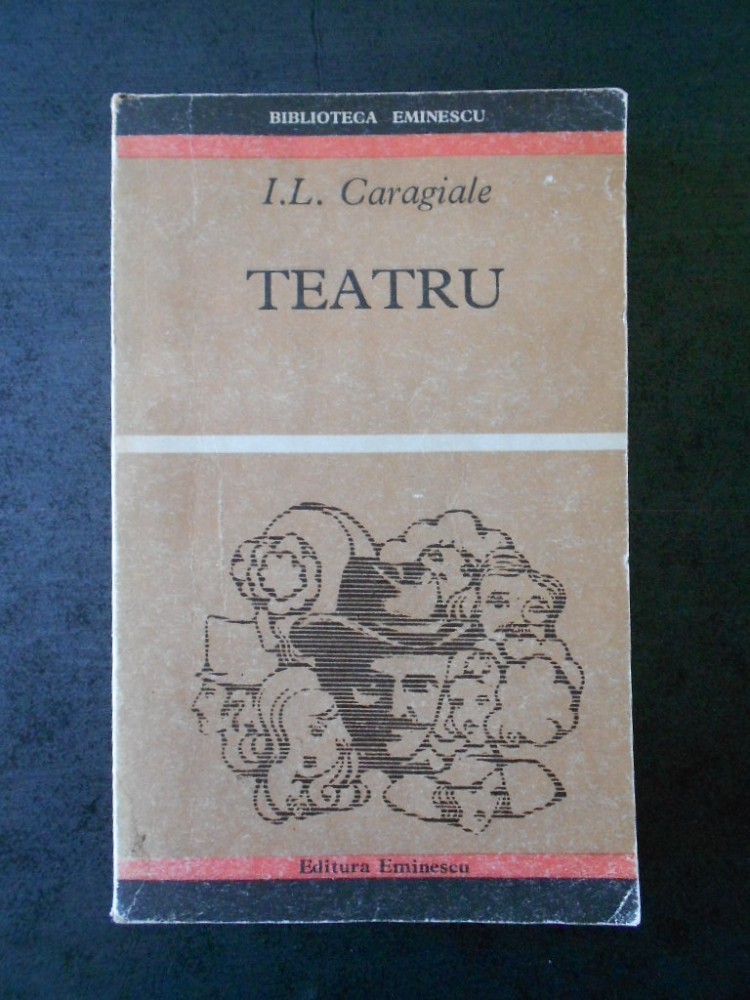 BIBLIOTECA EMINESCU
I.L. Caragiale
TEATRU
Editura Eminescu